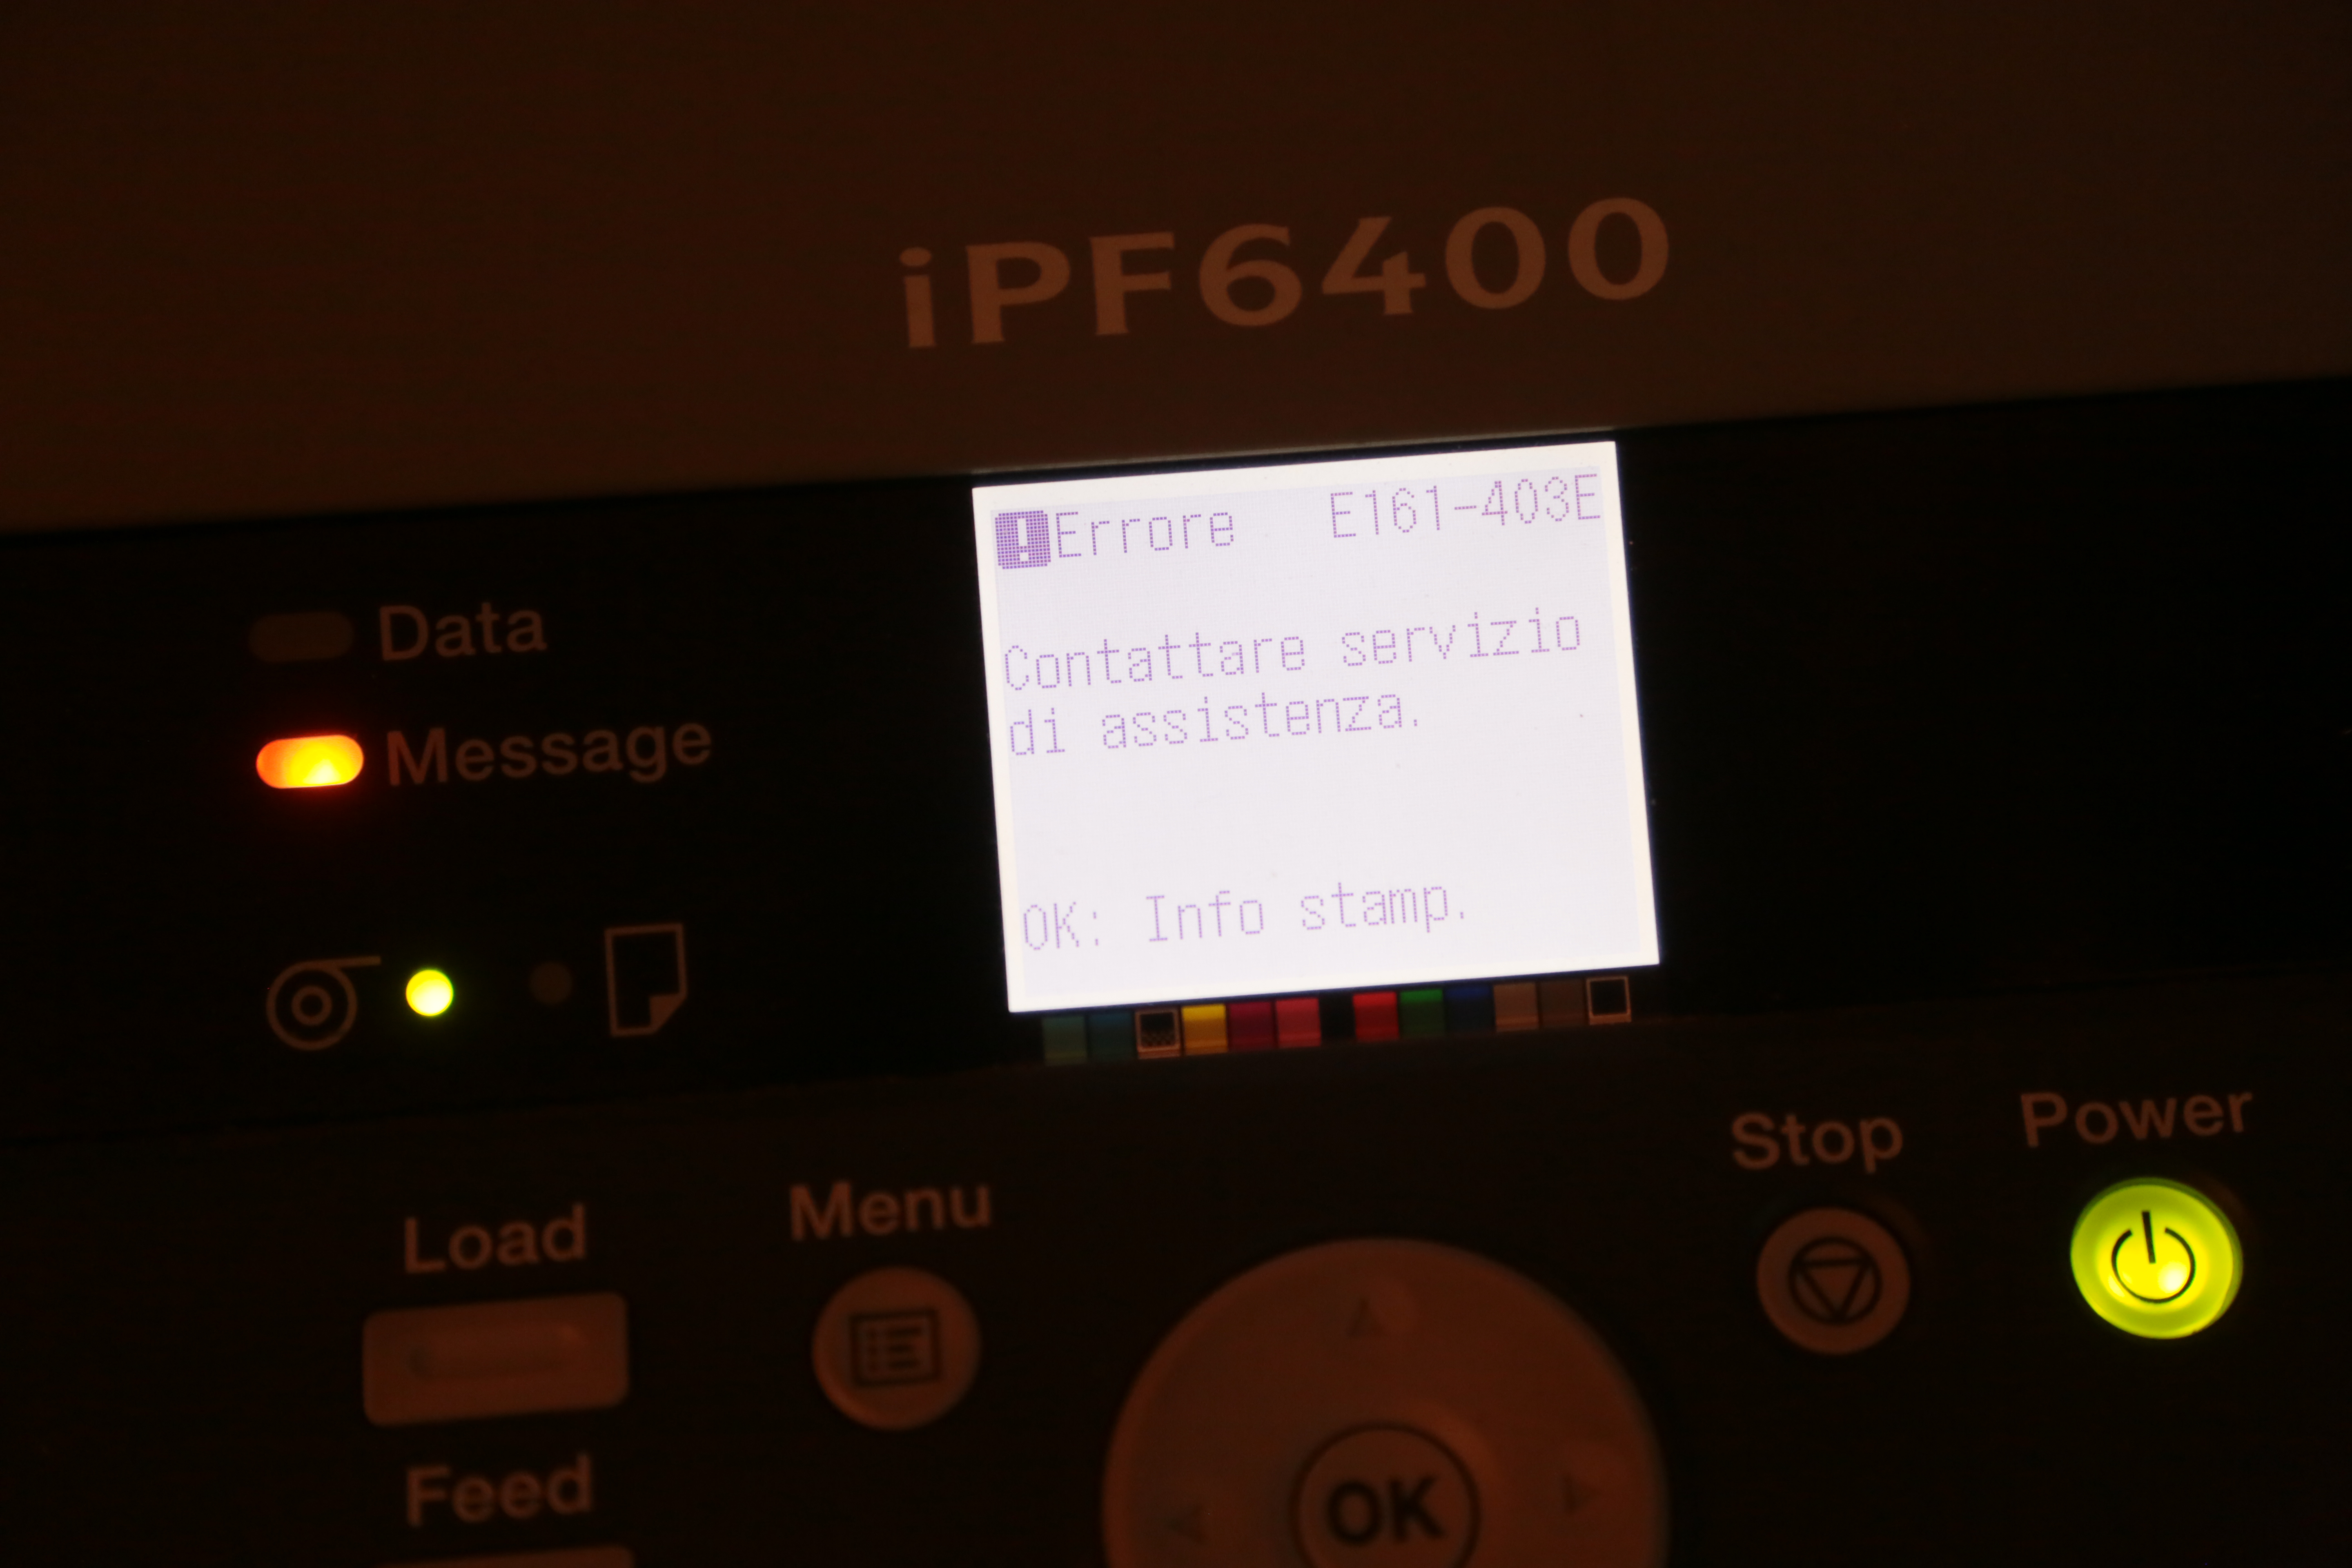 iPF6400
! Errore E161-403E
Contattare servizio
di assistenza.
OK: Info stamp.
Data
Message
Stop
Power
Load
Menu
Feed
OK